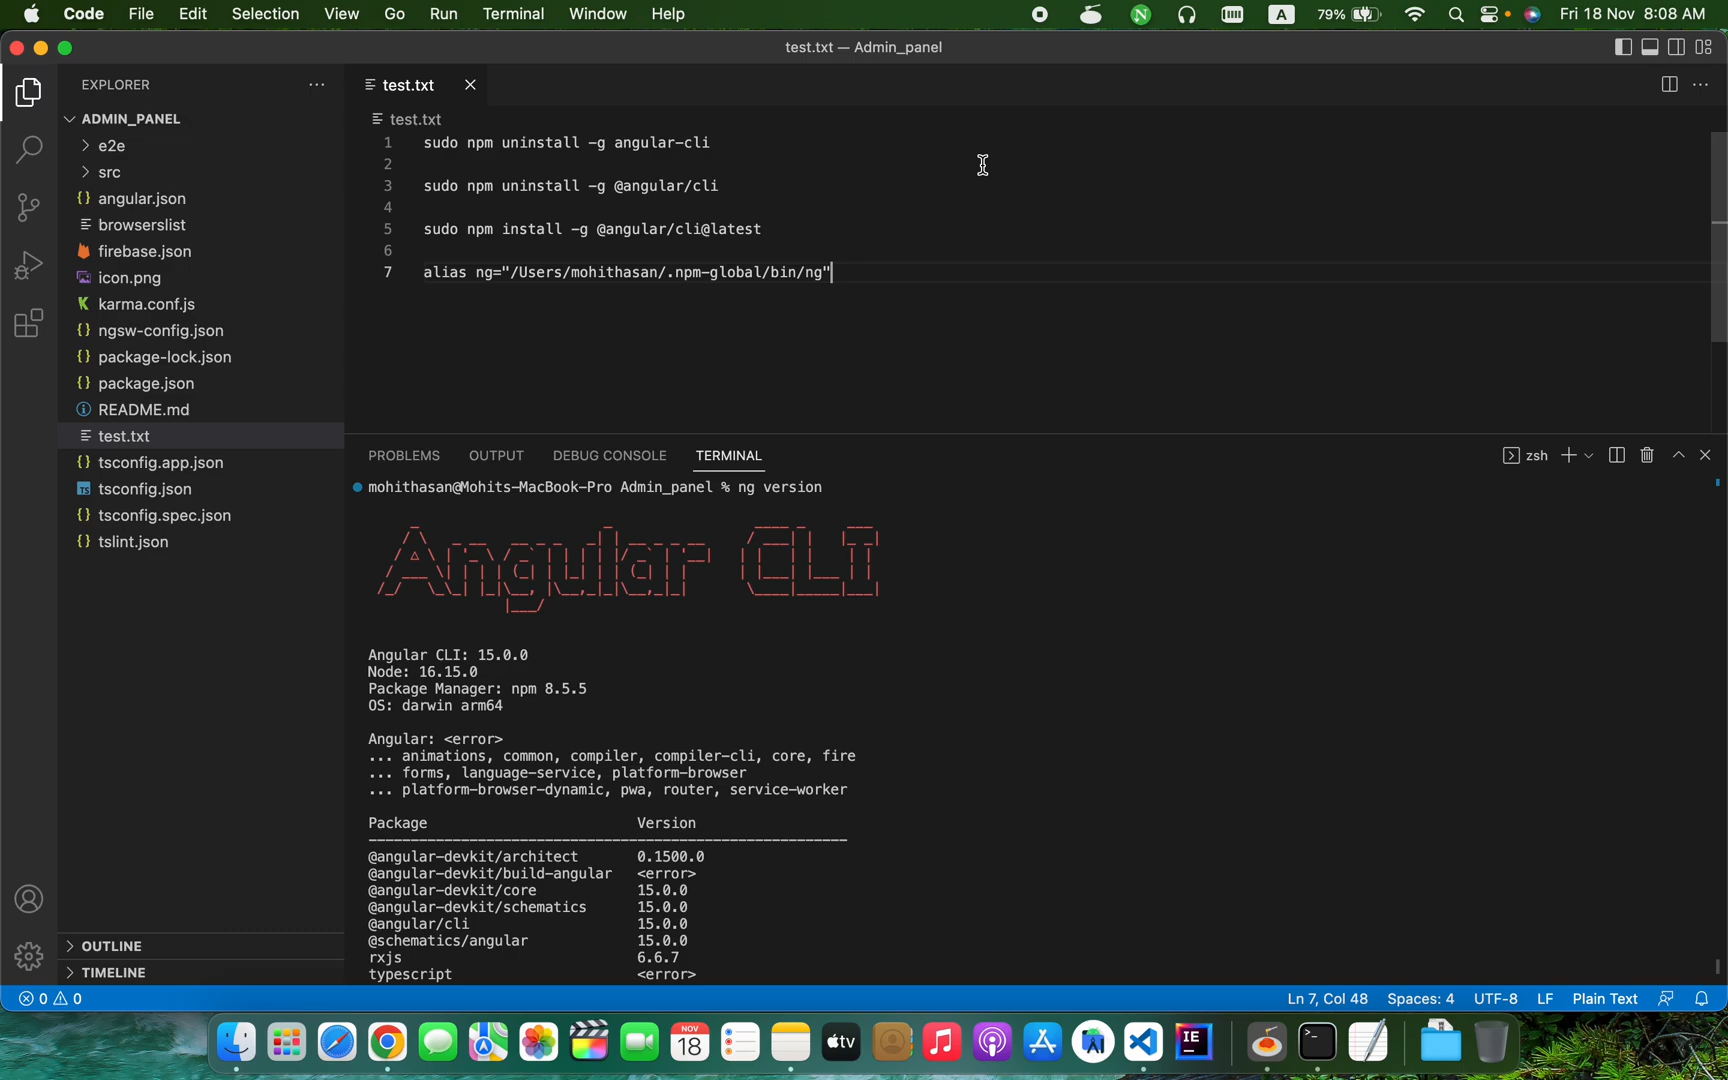 Code File Edit Selection View Go Run Terminal Window Help A 79% Fri 18 Nov 8:08 AM
test.txt — Admin_panel
EXPLORER
ADMIN_PANEL
e2e
src
{} angular.json
browserslist
firebase.json
icon.png
karma.conf.js
{} ngsw-config.json
{} package-lock.json
{} package.json
README.md
test.txt
{} tsconfig.app.json
TS tsconfig.json
{} tsconfig.spec.json
{} tslint.json
OUTLINE
TIMELINE
test.txt
test.txt
1 sudo npm uninstall -g angular-cli
2
3 sudo npm uninstall -g @angular/cli
4
5 sudo npm install -g @angular/cli@latest
6
7 alias ng="/Users/mohithasan/.npm-global/bin/ng"
PROBLEMS OUTPUT DEBUG CONSOLE TERMINAL zsh
mohithasan@Mohits-MacBook-Pro Admin_panel % ng version
Angular CLI
Angular CLI: 15.0.0
Node: 16.15.0
Package Manager: npm 8.5.5
OS: darwin arm64
Angular: <error>
... animations, common, compiler, compiler-cli, core, fire
... forms, language-service, platform-browser
... platform-browser-dynamic, pwa, router, service-worker
Package Version
@angular-devkit/architect 0.1500.0
@angular-devkit/build-angular <error>
@angular-devkit/core 15.0.0
@angular-devkit/schematics 15.0.0
@angular/cli 15.0.0
@schematics/angular 15.0.0
rxjs 6.6.7
typescript <error>
0 0 Ln 7, Col 48 Spaces: 4 UTF-8 LF Plain Text
NOV
18
tv
IE